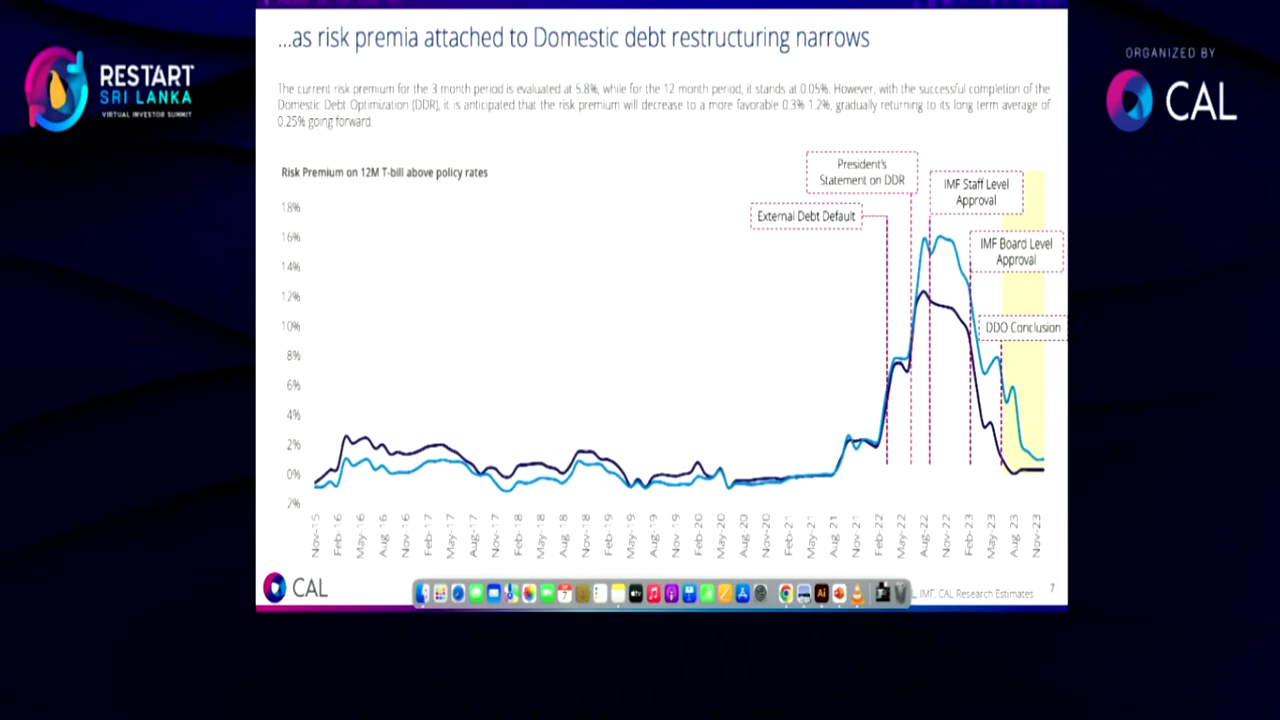 ...as risk premia attached to Domestic debt restructuring narrows
RESTART
SRI LANKA
VIRTUAL INVESTOR SUMMIT
ORGANIZED BY
CAL
The current risk premium for the 3 month period is evaluated at 5.8%, while for the 12 month period, it stands at 0.05%. However, with the successful completion of the
Domestic Debt Optimization (DDR), it is anticipated that the risk premium will decrease to a more favorable 0.3% 1.2%, gradually returning to its long term average of
0.25% going forward.
Risk Premium on 12M T-bill above policy rates
President's
Statement on DDR
IMF Staff Level
Approval
External Debt Default
IMF Board Level
Approval
DDO Conclusion
18%
16%
14%
12%
10%
8%
6%
4%
2%
0%
2%
Nov-15
Feb-16
May-16
Aug-16
Nov-16
Feb-17
May-17
Aug-17
Nov-17
Feb-18
May-18
Aug-18
Nov-18
Feb-19
May-19
Aug-19
Nov-19
Feb-20
May-20
Aug-20
Nov-20
Feb-21
May-21
Aug-21
Nov-21
Feb-22
May-22
Aug-22
Nov-22
Feb-23
May-23
Aug-23
Nov-23
CAL
IMF, CAL Research Estimates
7